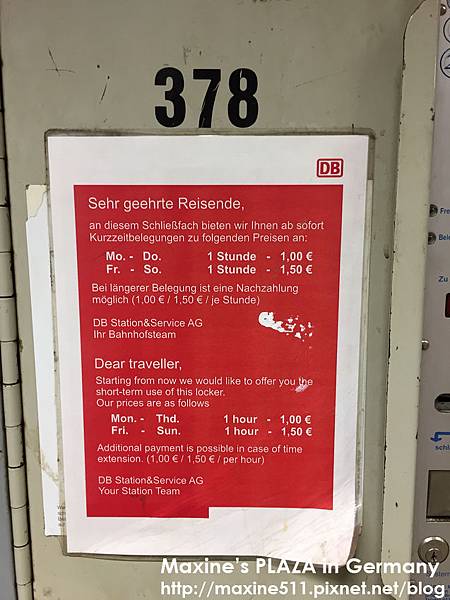 378
DB
Sehr geehrte Reisende,
an diesem Schließfach bieten wir Ihnen ab sofort
Kurzzeitbelegungen zu folgenden Preisen an:
Mo. - Do. 1 Stunde - 1,00 €
Fr. - So. 1 Stunde - 1,50 €
Bei längerer Belegung ist eine Nachzahlung
möglich (1,00 € / 1,50 € / je Stunde)
DB Station&Service AG
Ihr Bahnhofsteam
Dear traveller,
Starting from now we would like to offer you the
short-term use of this locker.
Our prices are as follows
Mon. - Thd. 1 hour - 1,00 €
Fri. - Sun. 1 hour - 1,50 €
Additional payment is possible in case of time
extension. (1,00 € / 1,50 € / per hour)
DB Station&Service AG
Your Station Team
Zu
Maxine's PLAZA in Germany
http://maxine511.pixnet.net/blog